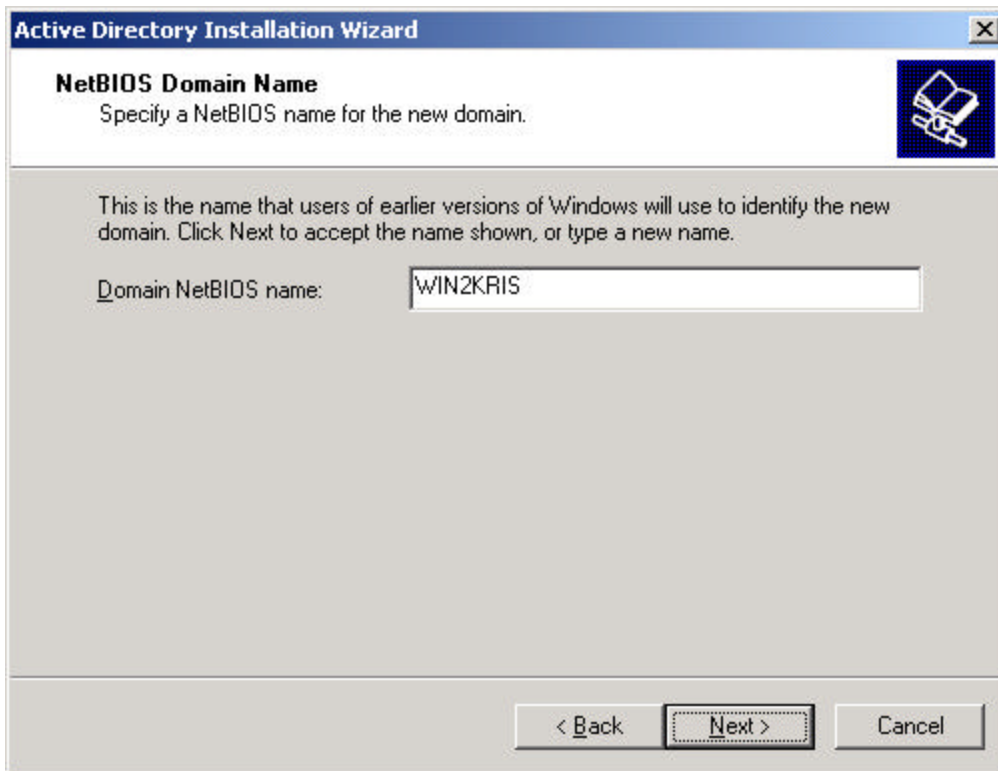 Active Directory Installation Wizard
NetBIOS Domain Name
Specify a NetBIOS name for the new domain.
This is the name that users of earlier versions of Windows will use to identify the new
domain. Click Next to accept the name shown, or type a new name.
Domain NetBIOS name: WIN2KRIS
< Back Next > Cancel